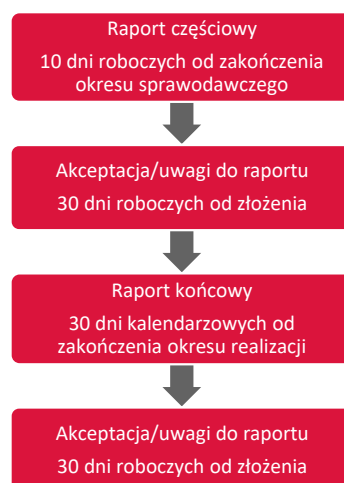 Raport częściowy
10 dni roboczych od zakończenia
okresu sprawodawczego
Akceptacja/uwagi do raportu
30 dni roboczych od złożenia
Raport końcowy
30 dni kalendarzowych od
zakończenia okresu realizacji
Akceptacja/uwagi do raportu
30 dni roboczych od złożenia